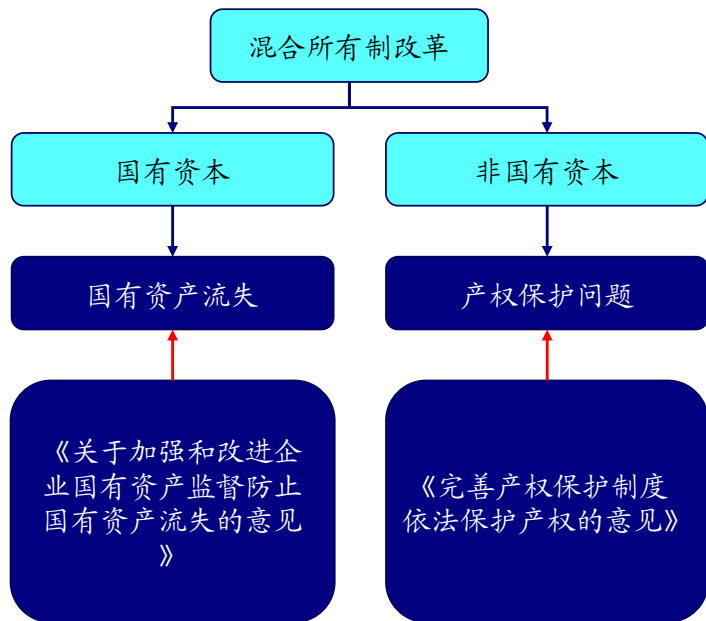 混合所有制改革
国有资本
非国有资本
国有资产流失
产权保护问题
《关于加强和改进企
业国有资产监督防止
国有资产流失的意见
》
《完善产权保护制度
依法保护产权的意见》